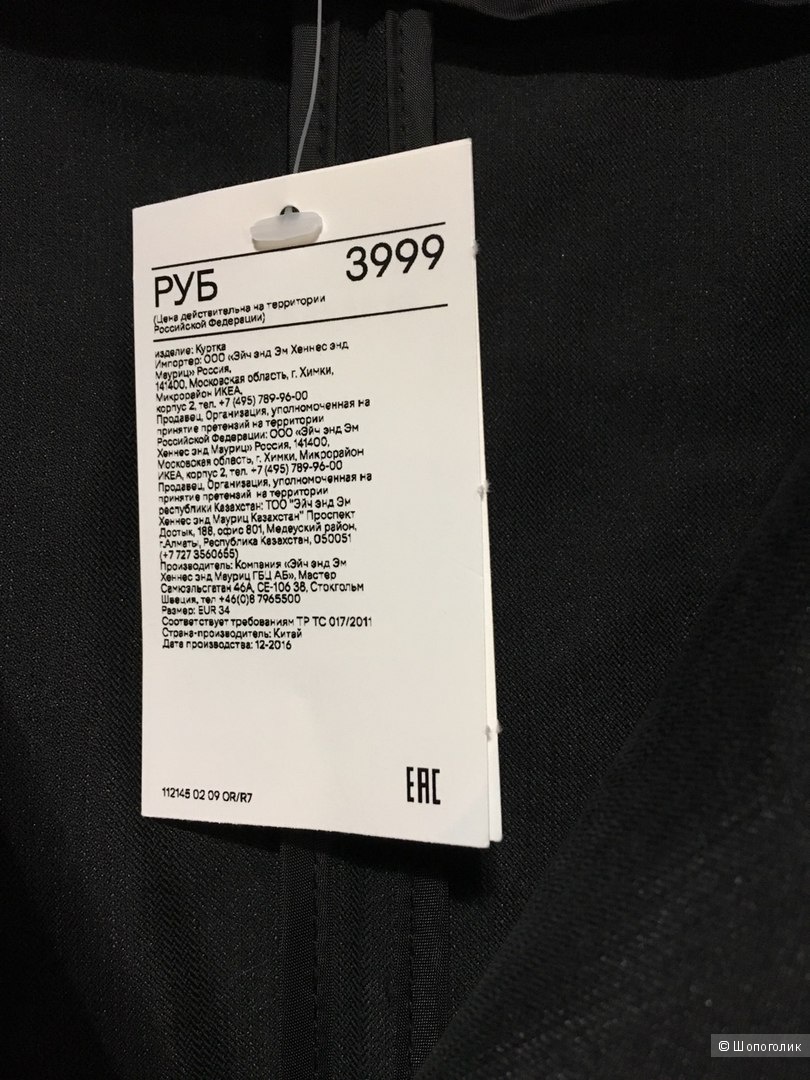 РУБ 3999
(Цена действительна на территории
Российской Федерации)
изделие: Куртка
Импортер: ООО «Эйч энд Эм Хеннес энд
Мауриц» Россия,
141400, Московская область, г. Химки,
Микрорайон ИКЕА,
корпус 2, тел. +7 (495) 789-96-00
Продавец, Организация, уполномоченная на
принятие претензий на территории
Российской Федерации: ООО «Эйч энд Эм
Хеннес энд Мауриц» Россия, 141400,
Московская область, г. Химки, Микрорайон
ИКЕА, корпус 2, тел. +7 (495) 789-96-00
Продавец, Организация, уполномоченная на
принятие претензий на территории
республики Казахстан: ТОО "Эйч энд Эм
Хеннес энд Мауриц Казахстан" Проспект
Достык, 188, офис 801, Медеуский район,
г.Алматы, Республика Казахстан, 050051
(+7 727 3560655)
Производитель: Компания «Эйч энд Эм
Хеннес энд Мауриц ГБЦ АБ», Мастер
Самюэльсгатан 46А, СЕ-106 38, Стокгольм
Швеция, тел +46(0)8 7965500
Размер: EUR 34
Соответствует требованиям ТР ТС 017/2011
Страна-производитель: Китай
Дата производства: 12-2016
112145 02 09 OR/R7
EAC
© Шопоголик